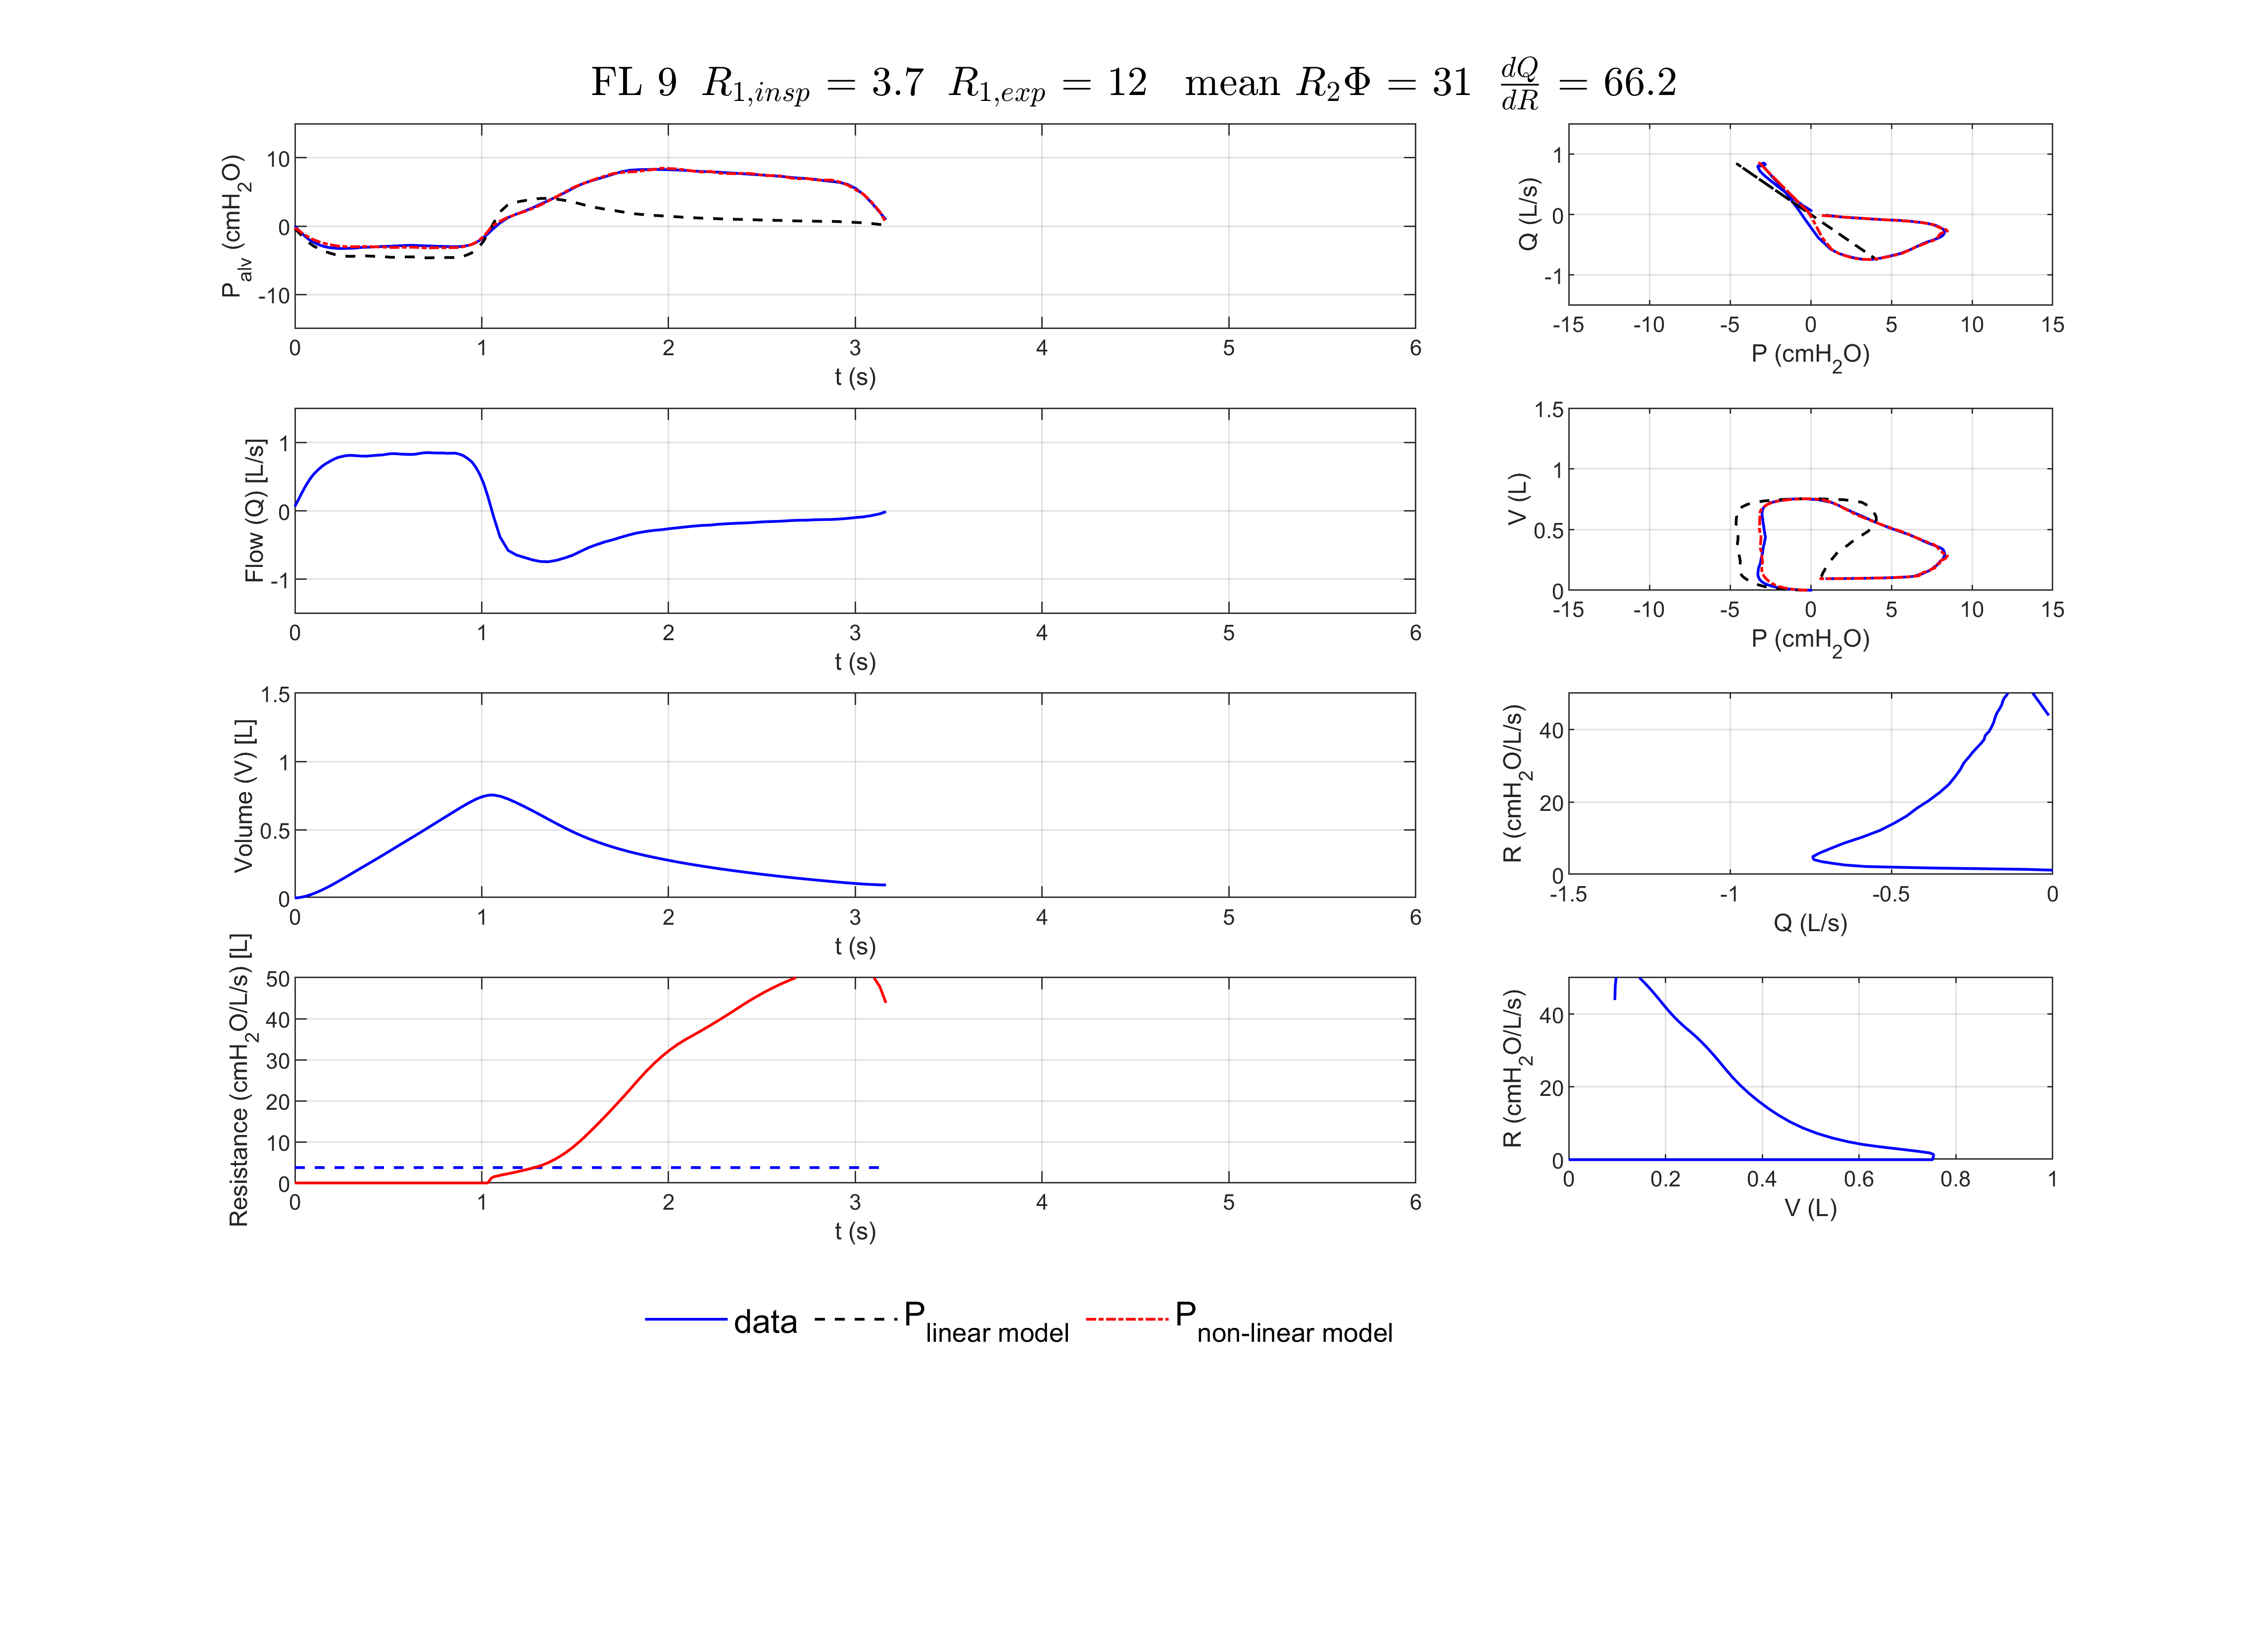 FL 9 R1,insp = 3.7 R1,exp = 12 mean R2Φ = 31 dQ/dR = 66.2
Palv (cmH2O)
10
0
-10
0 1 2 3 4 5 6
t (s)
Q (L/s)
1
0
-1
-15 -10 -5 0 5 10 15
P (cmH2O)
Flow (Q) [L/s]
1
0
-1
0 1 2 3 4 5 6
t (s)
V (L)
1.5
1
0.5
0
-15 -10 -5 0 5 10 15
P (cmH2O)
Volume (V) [L]
1.5
1
0.5
0
0 1 2 3 4 5 6
t (s)
R (cmH2O/L/s)
40
20
0
-1.5 -1 -0.5 0
Q (L/s)
Resistance (cmH2O/L/s) [L]
50
40
30
20
10
0
0 1 2 3 4 5 6
t (s)
R (cmH2O/L/s)
40
20
0
0 0.2 0.4 0.6 0.8 1
V (L)
data Plinear model Pnon-linear model